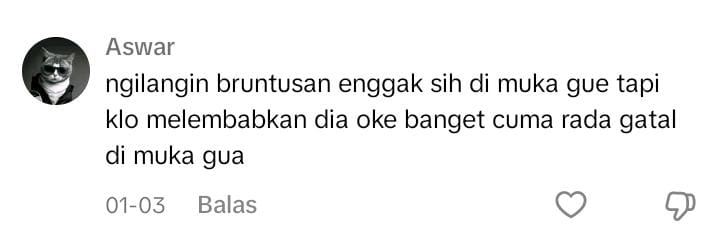 Aswar
ngilangin bruntusan enggak sih di muka gue tapi
klo melembabkan dia oke banget cuma rada gatal
di muka gua
01-03 Balas